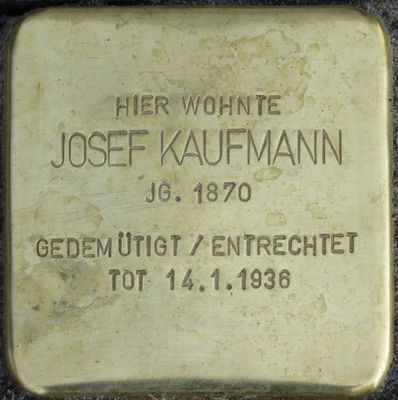 HIER WOHNTE
JOSEF KAUFMANN
JG. 1870
GEDEMÜTIGT / ENTRECHTET
TOT 14.1.1936